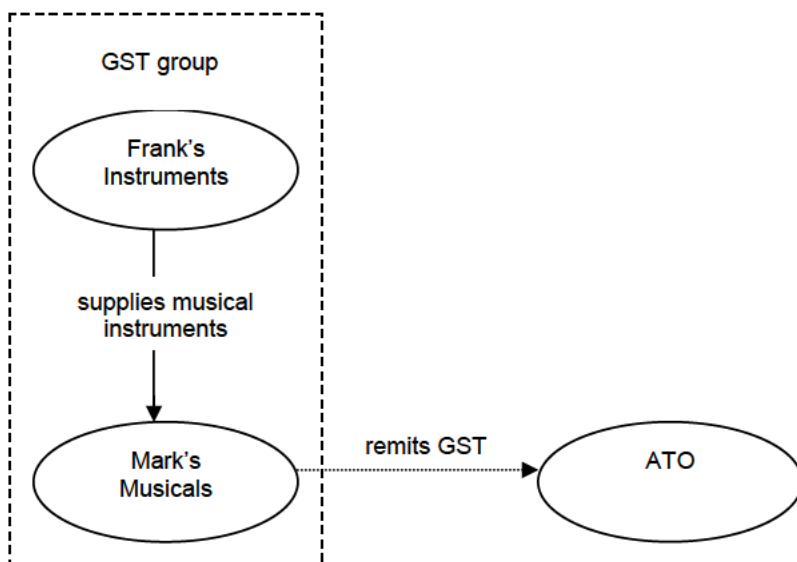 GST group
Frank's
Instruments
supplies musical
instruments
Mark's
Musicals
remits GST
ATO